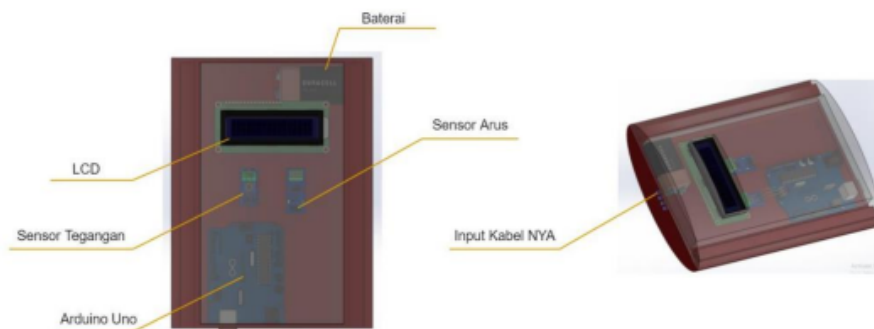 Baterai
Sensor Arus
LCD
Sensor Tegangan
Input Kabel NYA
Arduino Uno